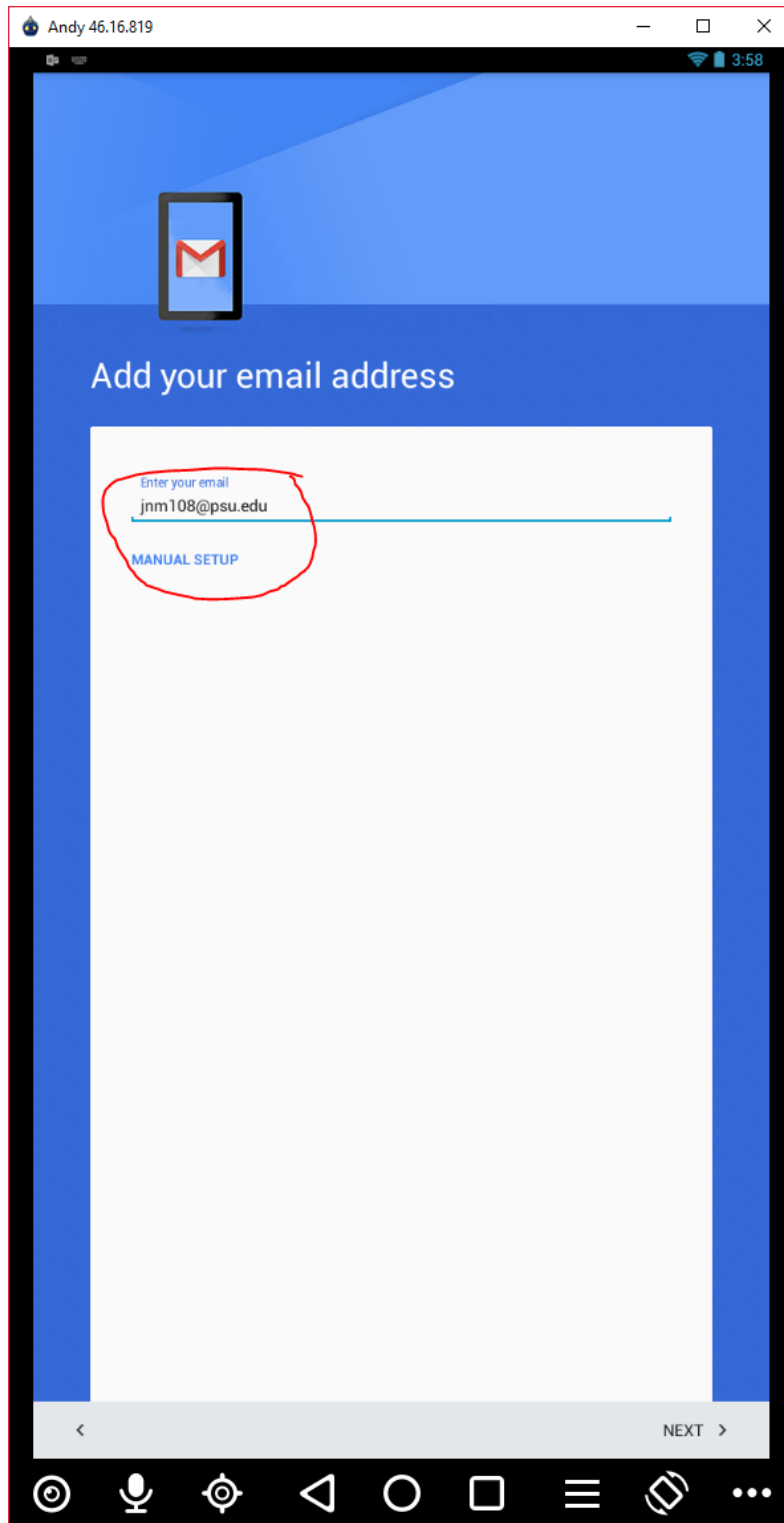 Andy 46.16.819
3:58
Add your email address
Enter your email
jnm108@psu.edu
MANUAL SETUP
NEXT